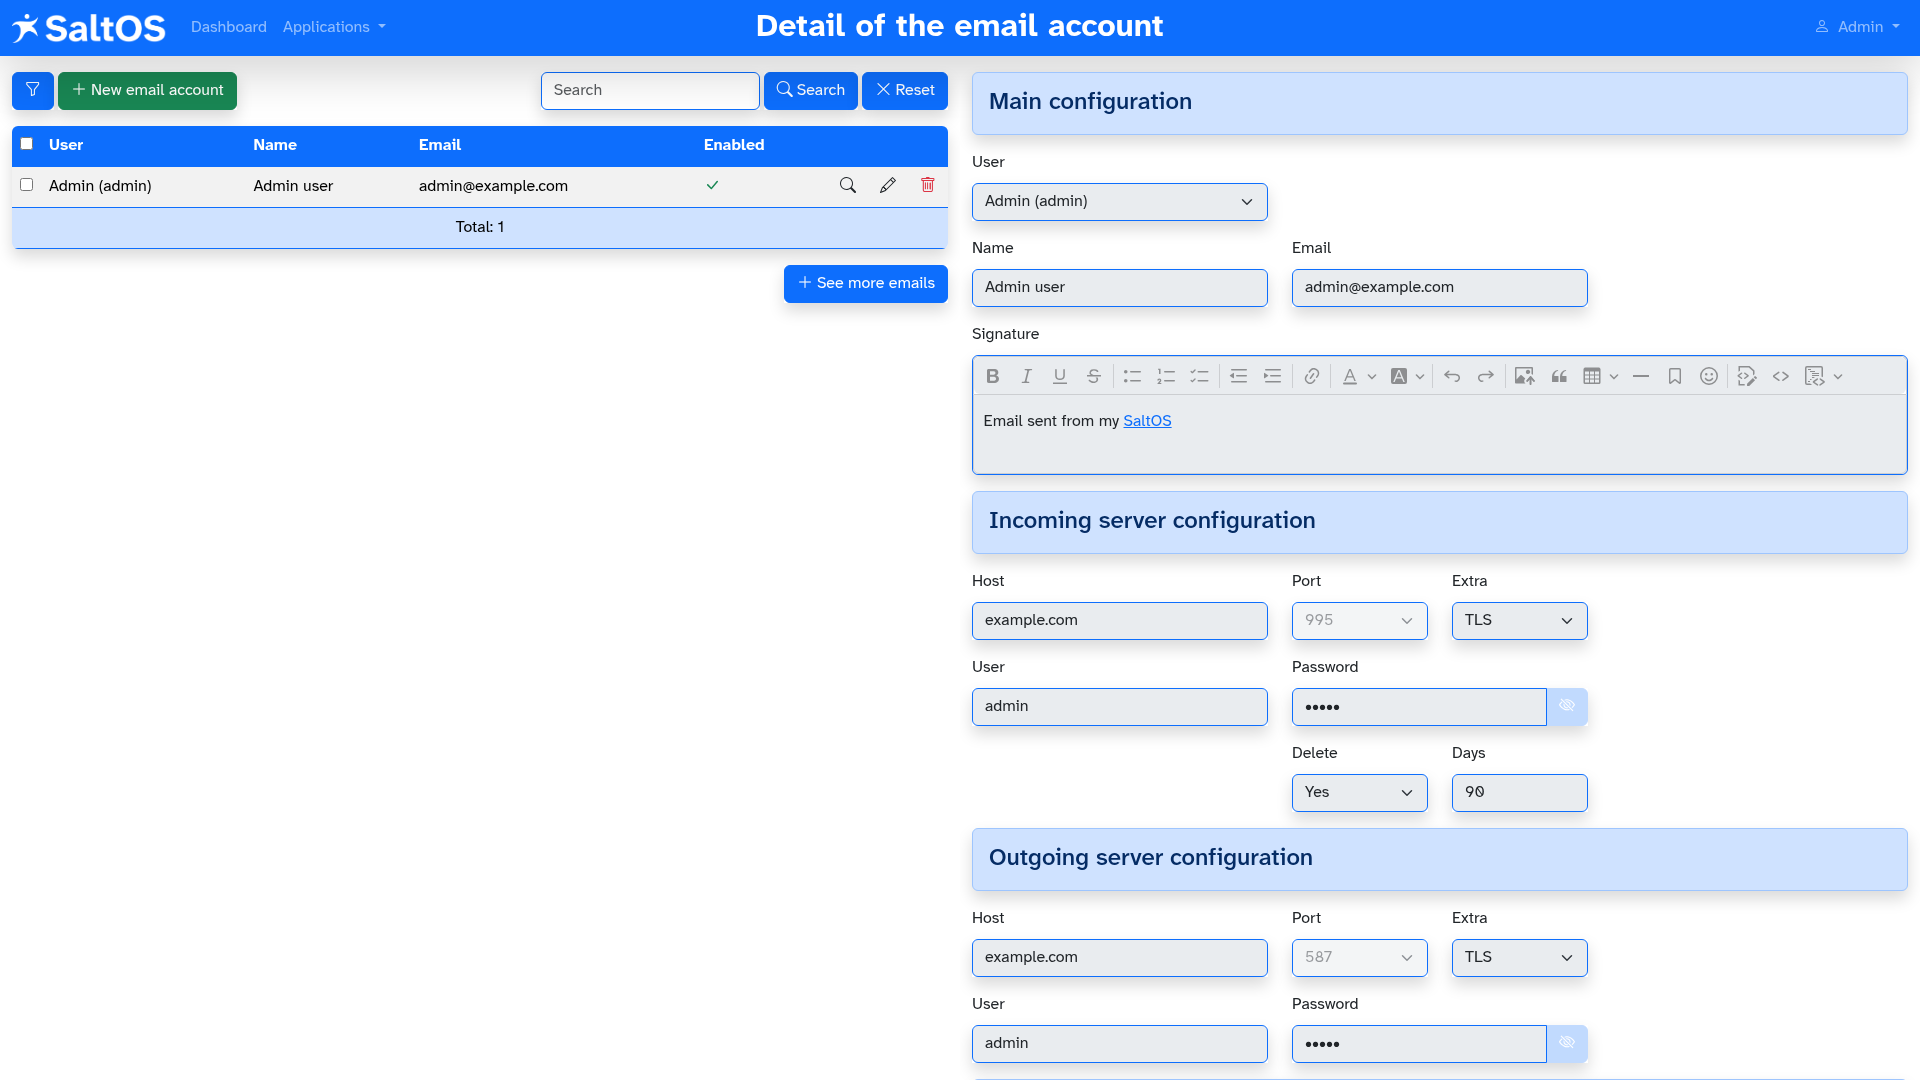 SaltOS
Dashboard
Applications
Detail of the email account
Admin
New email account
Search
Search
Reset
User Name Email Enabled
Admin (admin) Admin user admin@example.com
Total: 1
See more emails
Main configuration
User
Admin (admin)
Name Email
Admin user admin@example.com
Signature
Email sent from my SaltOS
Incoming server configuration
Host Port Extra
example.com 995 TLS
User Password
admin •••••
Delete Days
Yes 90
Outgoing server configuration
Host Port Extra
example.com 587 TLS
User Password
admin •••••